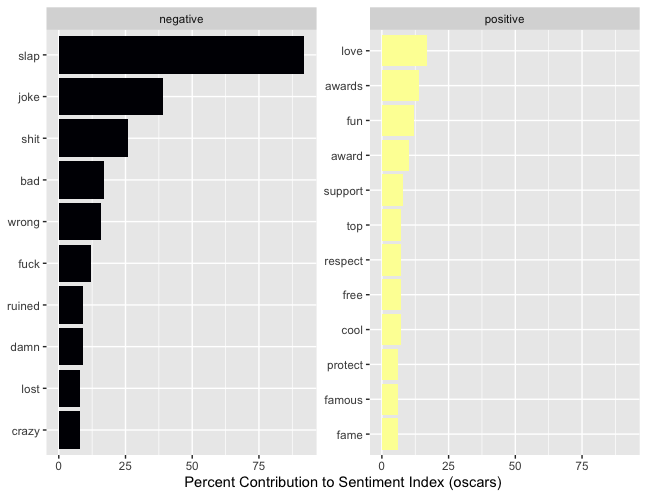 negative
slap
joke
shit
bad
wrong
fuck
ruined
damn
lost
crazy
0 25 50 75
positive
love
awards
fun
award
support
top
respect
free
cool
protect
famous
fame
0 25 50 75
Percent Contribution to Sentiment Index (oscars)